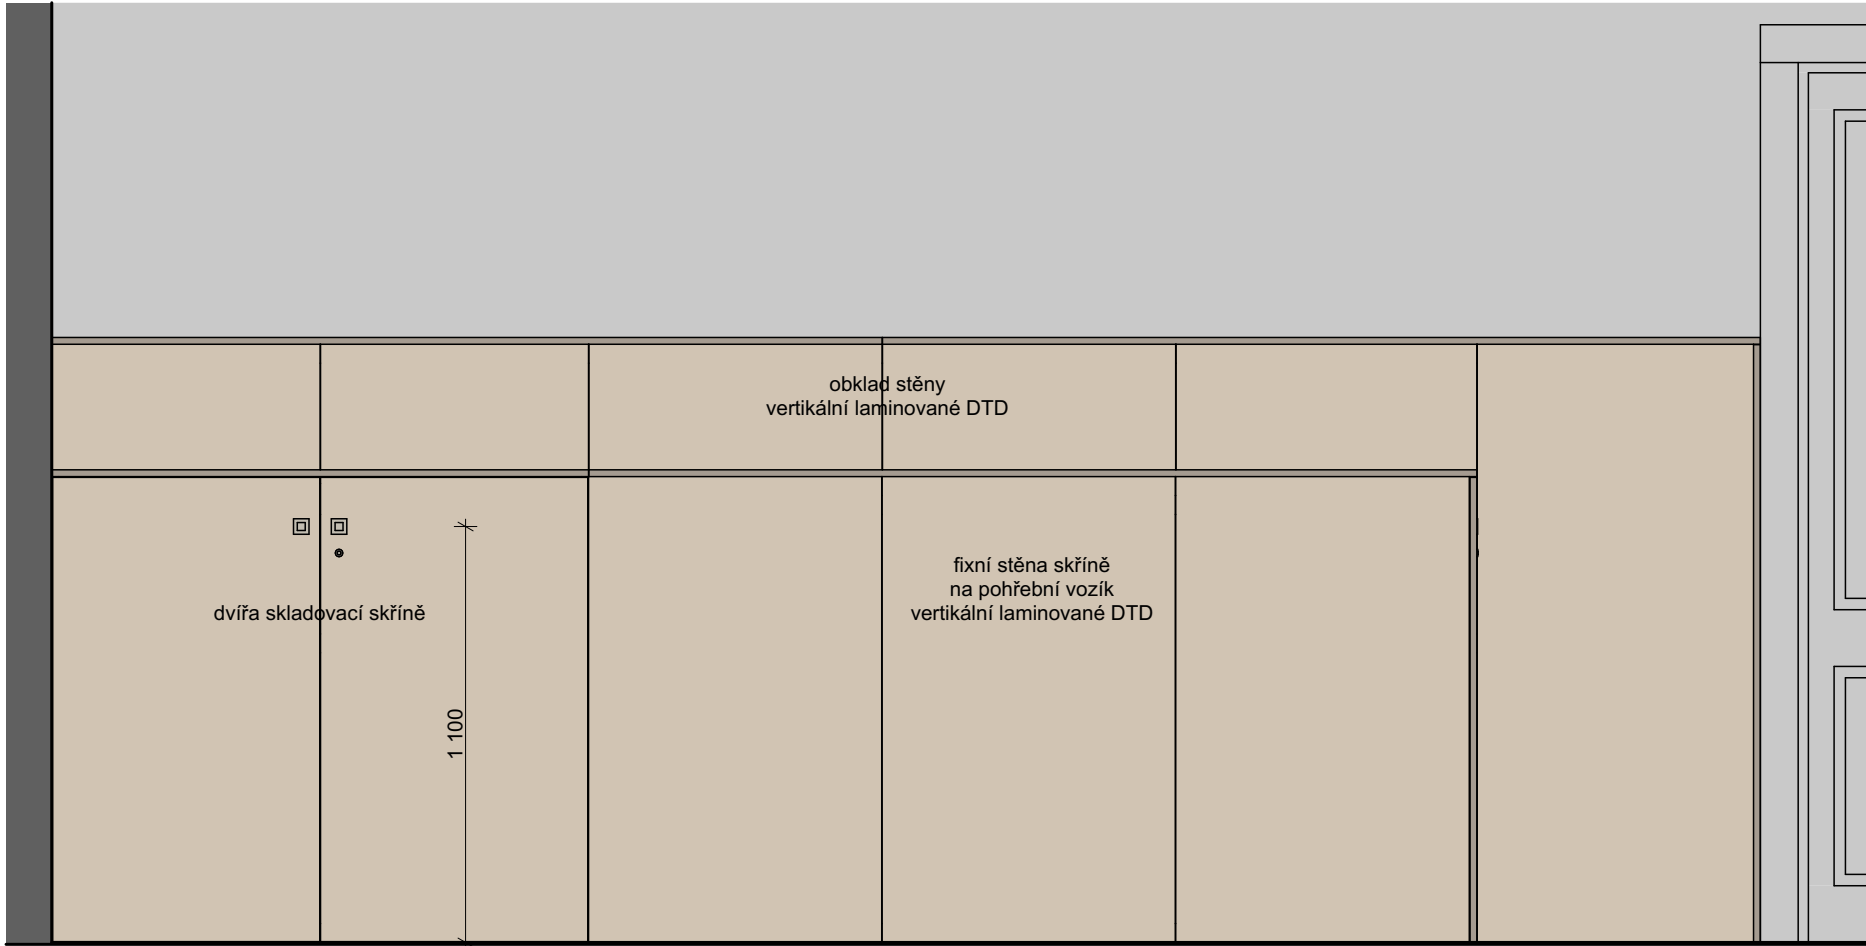 obklad stěny
vertikální laminované DTD
fixní stěna skříně
na pohřební vozík
vertikální laminované DTD
dvířa skladovací skříně
1 100